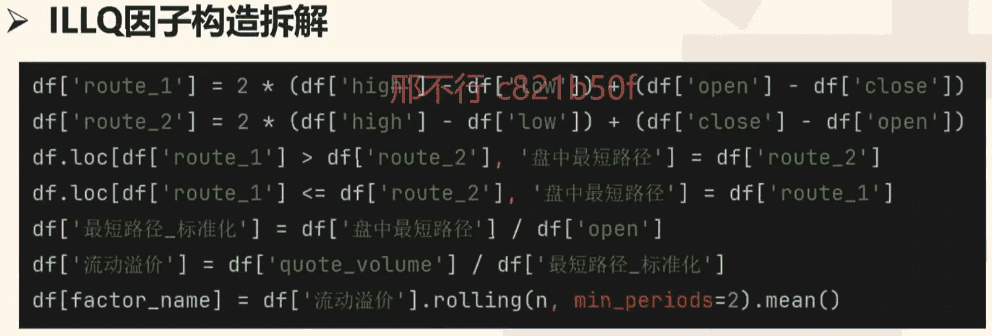 ➤ ILLQ因子构造拆解
df['route_1'] = 2 * (df['high'] - df['low']) + (df['open'] - df['close'])
df['route_2'] = 2 * (df['high'] - df['low']) + (df['close'] - df['open'])
df.loc[df['route_1'] > df['route_2'], '盘中最短路径'] = df['route_2']
df.loc[df['route_1'] <= df['route_2'], '盘中最短路径'] = df['route_1']
df['最短路径_标准化'] = df['盘中最短路径'] / df['open']
df['流动溢价'] = df['quote_volume'] / df['最短路径_标准化']
df[factor_name] = df['流动溢价'].rolling(n, min_periods=2).mean()
邢不行 c821b50f